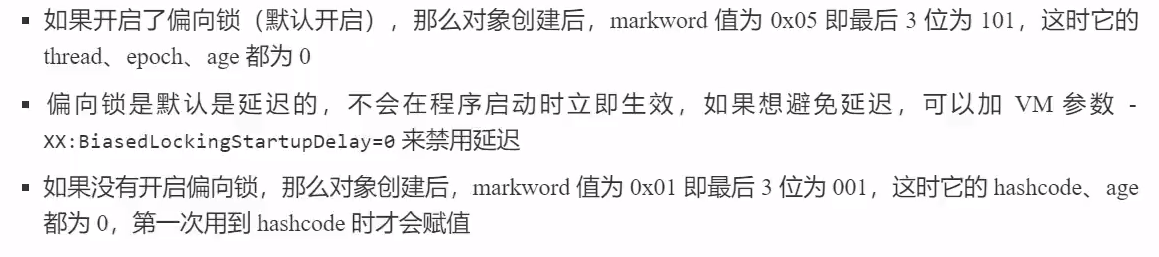 ▪ 如果开启了偏向锁（默认开启），那么对象创建后，markword 值为 0x05 即最后 3 位为 101，这时它的
thread、epoch、age 都为 0
▪ 偏向锁是默认是延迟的，不会在程序启动时立即生效，如果想避免延迟，可以加 VM 参数 -
XX:BiasedLockingStartupDelay=0 来禁用延迟
▪ 如果没有开启偏向锁，那么对象创建后，markword 值为 0x01 即最后 3 位为 001，这时它的 hashcode、age
都为 0，第一次用到 hashcode 时才会赋值